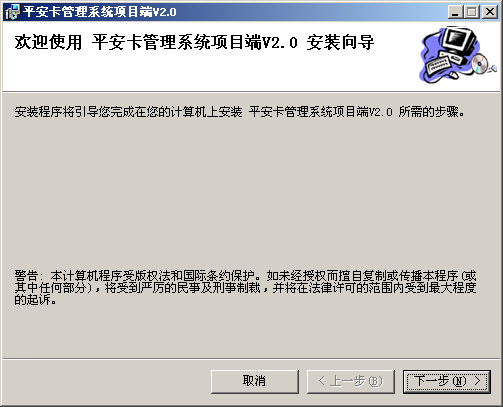 平安卡管理系统项目端V2.0
欢迎使用 平安卡管理系统项目端V2.0 安装向导
安装程序将引导您完成在您的计算机上安装 平安卡管理系统项目端V2.0 所需的步骤。
警告: 本计算机程序受版权法和国际条约保护。如未经授权而擅自复制或传播本程序(或
其中任何部分)，将受到严厉的民事及刑事制裁，并将在法律许可的范围内受到最大程度
的起诉。
取消 < 上一步(B) 下一步(N) >